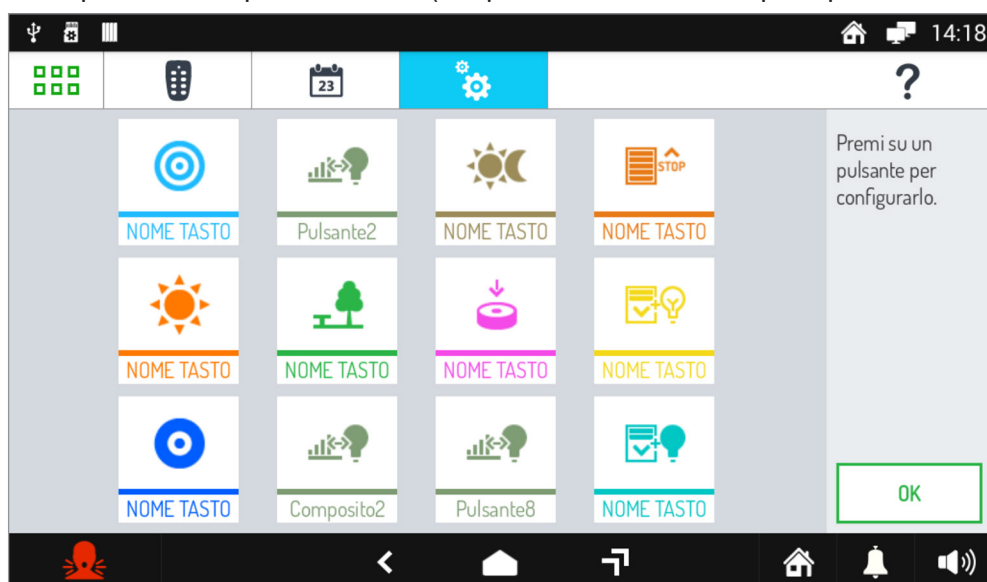 14:18
23
?
Premi su un
pulsante per
configurarlo.
STOP
NOME TASTO
Pulsante2
NOME TASTO
NOME TASTO
NOME TASTO
NOME TASTO
NOME TASTO
NOME TASTO
NOME TASTO
Composito2
Pulsante8
NOME TASTO
OK